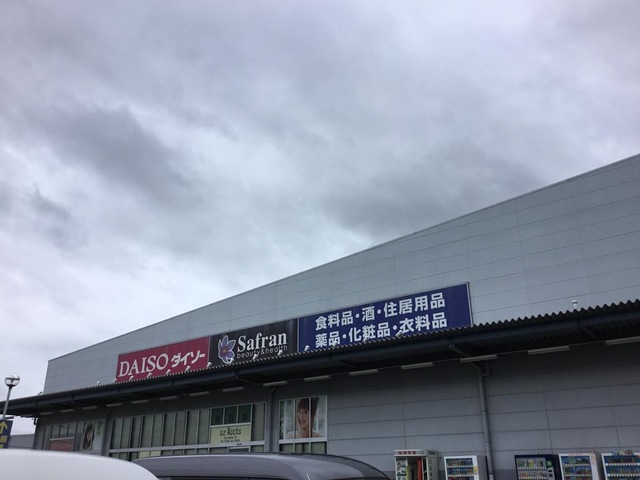 DAISO ダイソー
Safran
beauty&health
食料品・酒・住居用品
薬品・化粧品・衣料品